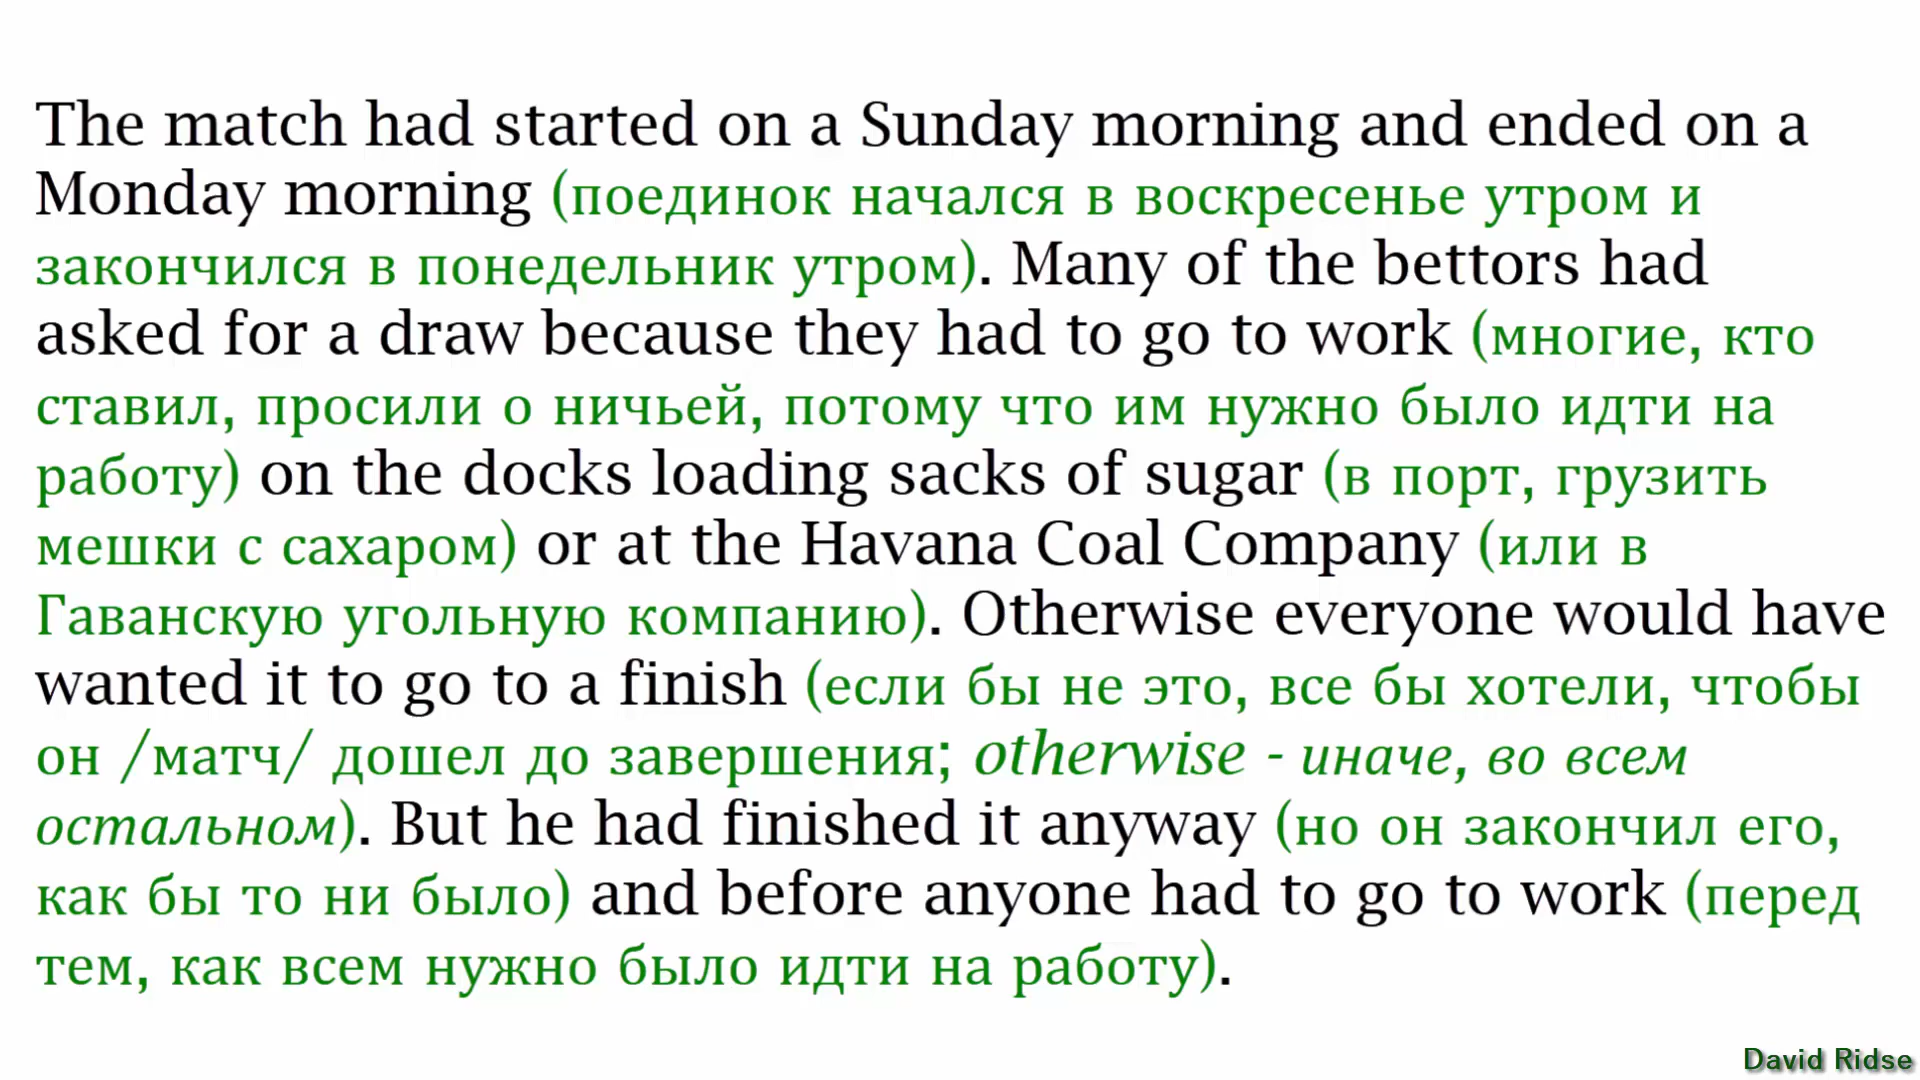 The match had started on a Sunday morning and ended on a
Monday morning (поединок начался в воскресенье утром и
закончился в понедельник утром). Many of the bettors had
asked for a draw because they had to go to work (многие, кто
ставил, просили о ничьей, потому что им нужно было идти на
работу) on the docks loading sacks of sugar (в порт, грузить
мешки с сахаром) or at the Havana Coal Company (или в
Гаванскую угольную компанию). Otherwise everyone would have
wanted it to go to a finish (если бы не это, все бы хотели, чтобы
он /матч/ дошел до завершения; otherwise - иначе, во всем
остальном). But he had finished it anyway (но он закончил его,
как бы то ни было) and before anyone had to go to work (перед
тем, как всем нужно было идти на работу).
David Ridse